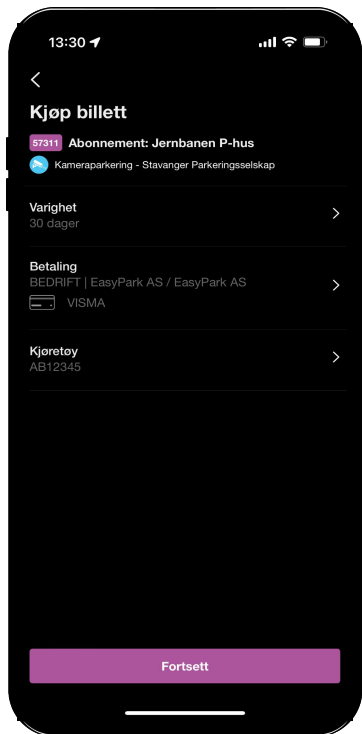 13:30
Kjøp billett
57311 Abonnement: Jernbanen P-hus
Kameraparkering - Stavanger Parkeringsselskap
Varighet
30 dager
Betaling
BEDRIFT | EasyPark AS / EasyPark AS
VISMA
Kjøretøy
AB12345
Fortsett